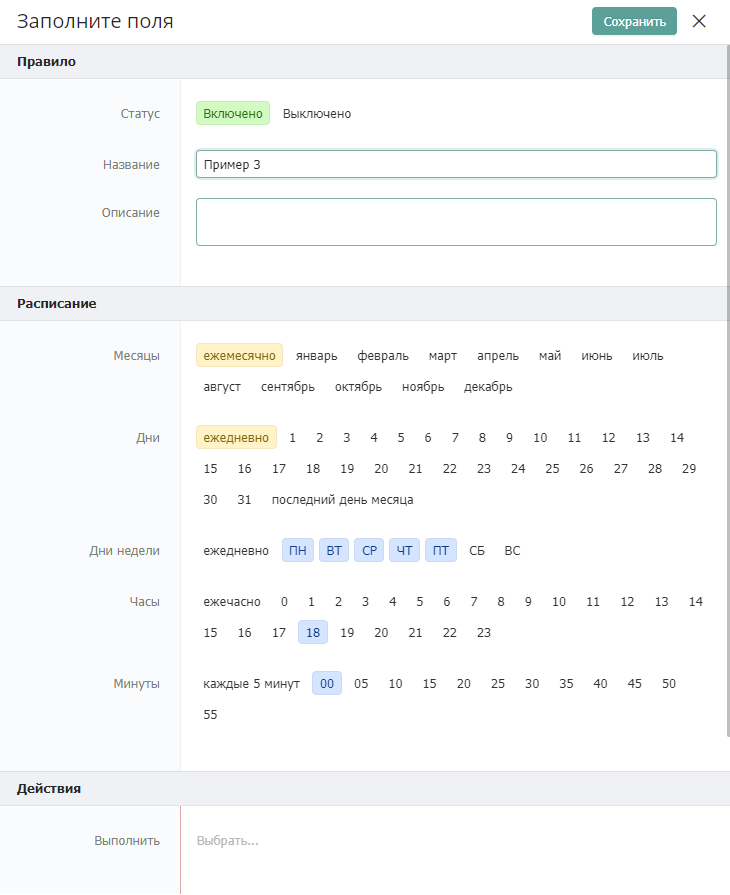 Заполните поля
Сохранить
Правило
Статус
Включено Выключено
Название
Пример 3
Описание
Расписание
Месяцы
ежемесячно январь февраль март апрель май июнь июль
август сентябрь октябрь ноябрь декабрь
Дни
ежедневно 1 2 3 4 5 6 7 8 9 10 11 12 13 14
15 16 17 18 19 20 21 22 23 24 25 26 27 28 29
30 31 последний день месяца
Дни недели
ежедневно ПН ВТ СР ЧТ ПТ СБ ВС
Часы
ежечасно 0 1 2 3 4 5 6 7 8 9 10 11 12 13 14
15 16 17 18 19 20 21 22 23
Минуты
каждые 5 минут 00 05 10 15 20 25 30 35 40 45 50
55
Действия
Выполнить
Выбрать...